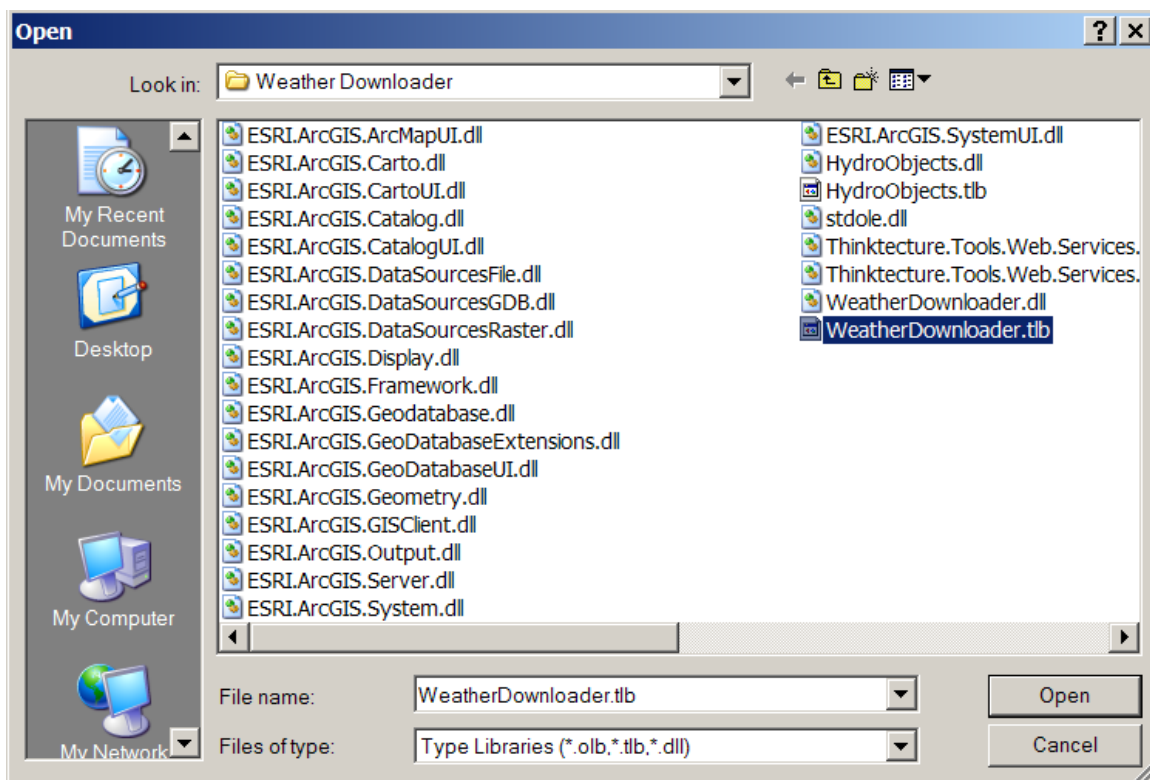 Open
Look in:
Weather Downloader
My Recent
Documents
Desktop
My Documents
My Computer
My Network
ESRI.ArcGIS.ArcMapUI.dll
ESRI.ArcGIS.Carto.dll
ESRI.ArcGIS.CartoUI.dll
ESRI.ArcGIS.Catalog.dll
ESRI.ArcGIS.CatalogUI.dll
ESRI.ArcGIS.DataSourcesFile.dll
ESRI.ArcGIS.DataSourcesGDB.dll
ESRI.ArcGIS.DataSourcesRaster.dll
ESRI.ArcGIS.Display.dll
ESRI.ArcGIS.Framework.dll
ESRI.ArcGIS.Geodatabase.dll
ESRI.ArcGIS.GeoDatabaseExtensions.dll
ESRI.ArcGIS.GeoDatabaseUI.dll
ESRI.ArcGIS.Geometry.dll
ESRI.ArcGIS.GISClient.dll
ESRI.ArcGIS.Output.dll
ESRI.ArcGIS.Server.dll
ESRI.ArcGIS.System.dll
ESRI.ArcGIS.SystemUI.dll
HydroObjects.dll
HydroObjects.tlb
stdole.dll
Thinktecture.Tools.Web.Services.
Thinktecture.Tools.Web.Services.
WeatherDownloader.dll
WeatherDownloader.tlb
File name:
WeatherDownloader.tlb
Open
Files of type:
Type Libraries (*.olb,*.tlb,*.dll)
Cancel